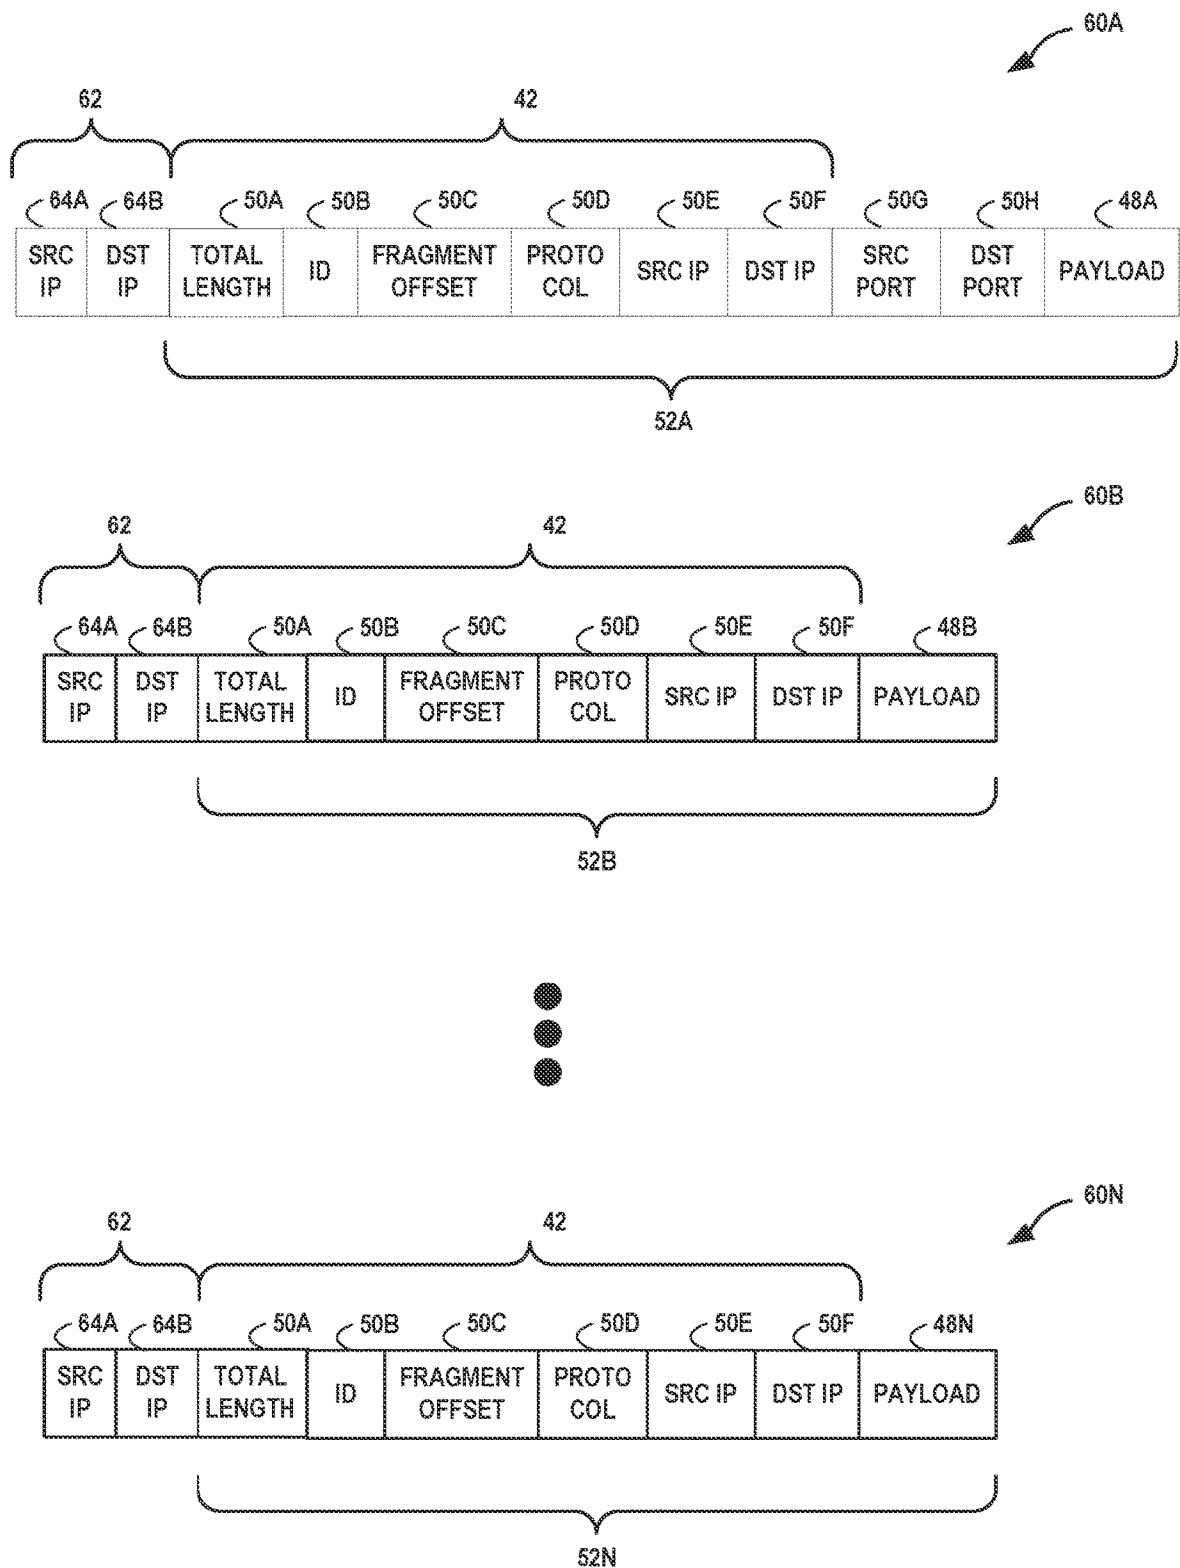 60A
62 42
64A 64B 50A 50B 50C 50D 50E 50F 50G 50H 48A
SRC IP DST IP TOTAL LENGTH ID FRAGMENT OFFSET PROTO COL SRC IP DST IP SRC PORT DST PORT PAYLOAD
52A
60B
62 42
64A 64B 50A 50B 50C 50D 50E 50F 48B
SRC IP DST IP TOTAL LENGTH ID FRAGMENT OFFSET PROTO COL SRC IP DST IP PAYLOAD
52B
60N
62 42
64A 64B 50A 50B 50C 50D 50E 50F 48N
SRC IP DST IP TOTAL LENGTH ID FRAGMENT OFFSET PROTO COL SRC IP DST IP PAYLOAD
52N